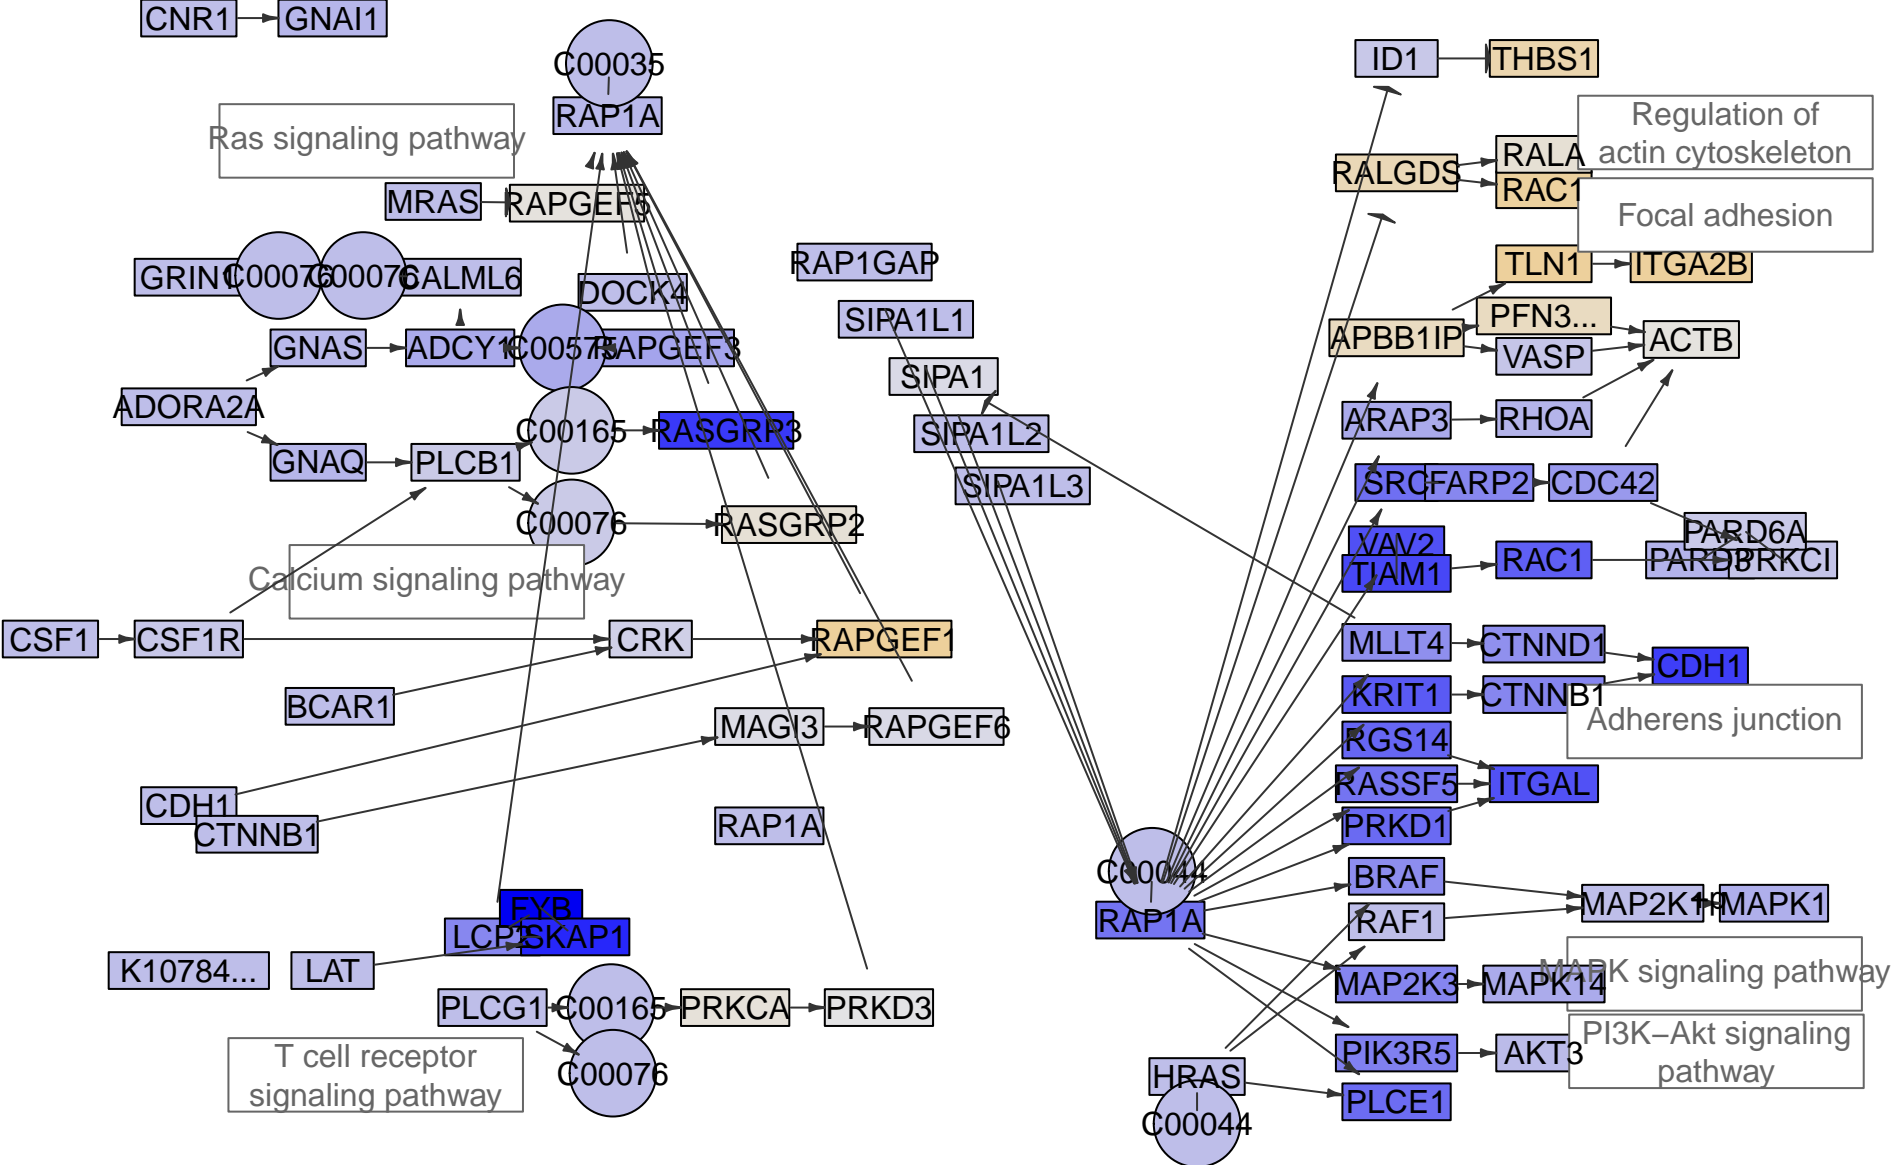 CNR1
GNAI1
C00035
RAP1A
Ras signaling pathway
MRAS
RAPGEF5
GRIN1
C00076
C00076
CALML6
DOCK4
RAP1GAP
SIPA1L1
GNAS
ADCY1
C00575
RAPGEF3
SIPA1
ADORA2A
C00165
RASGRP3
SIPA1L2
GNAQ
PLCB1
SIPA1L3
C00076
RASGRP2
Calcium signaling pathway
CSF1
CSF1R
CRK
RAPGEF1
BCAR1
MAGI3
RAPGEF6
CDH1
CTNNB1
RAP1A
FYB
LCP2
SKAP1
K10784...
LAT
PLCG1
C00165
PRKCA
PRKD3
T cell receptor
signaling pathway
C00076
ID1
THBS1
Regulation of
actin cytoskeleton
RALGDS
RALA
RAC1
Focal adhesion
TLN1
ITGA2B
APBB1IP
PFN3...
VASP
ACTB
ARAP3
RHOA
SRC
FARP2
CDC42
VAV2
TIAM1
RAC1
PARD6A
PARD3
PRKCI
MLLT4
CTNND1
CDH1
KRIT1
CTNNB1
Adherens junction
RGS14
RASSF5
ITGAL
PRKD1
C00044
RAP1A
BRAF
RAF1
MAP2K1
+p
MAPK1
MAPK signaling pathway
MAP2K3
MAPK14
PI3K−Akt signaling
pathway
PIK3R5
AKT3
HRAS
PLCE1
C00044